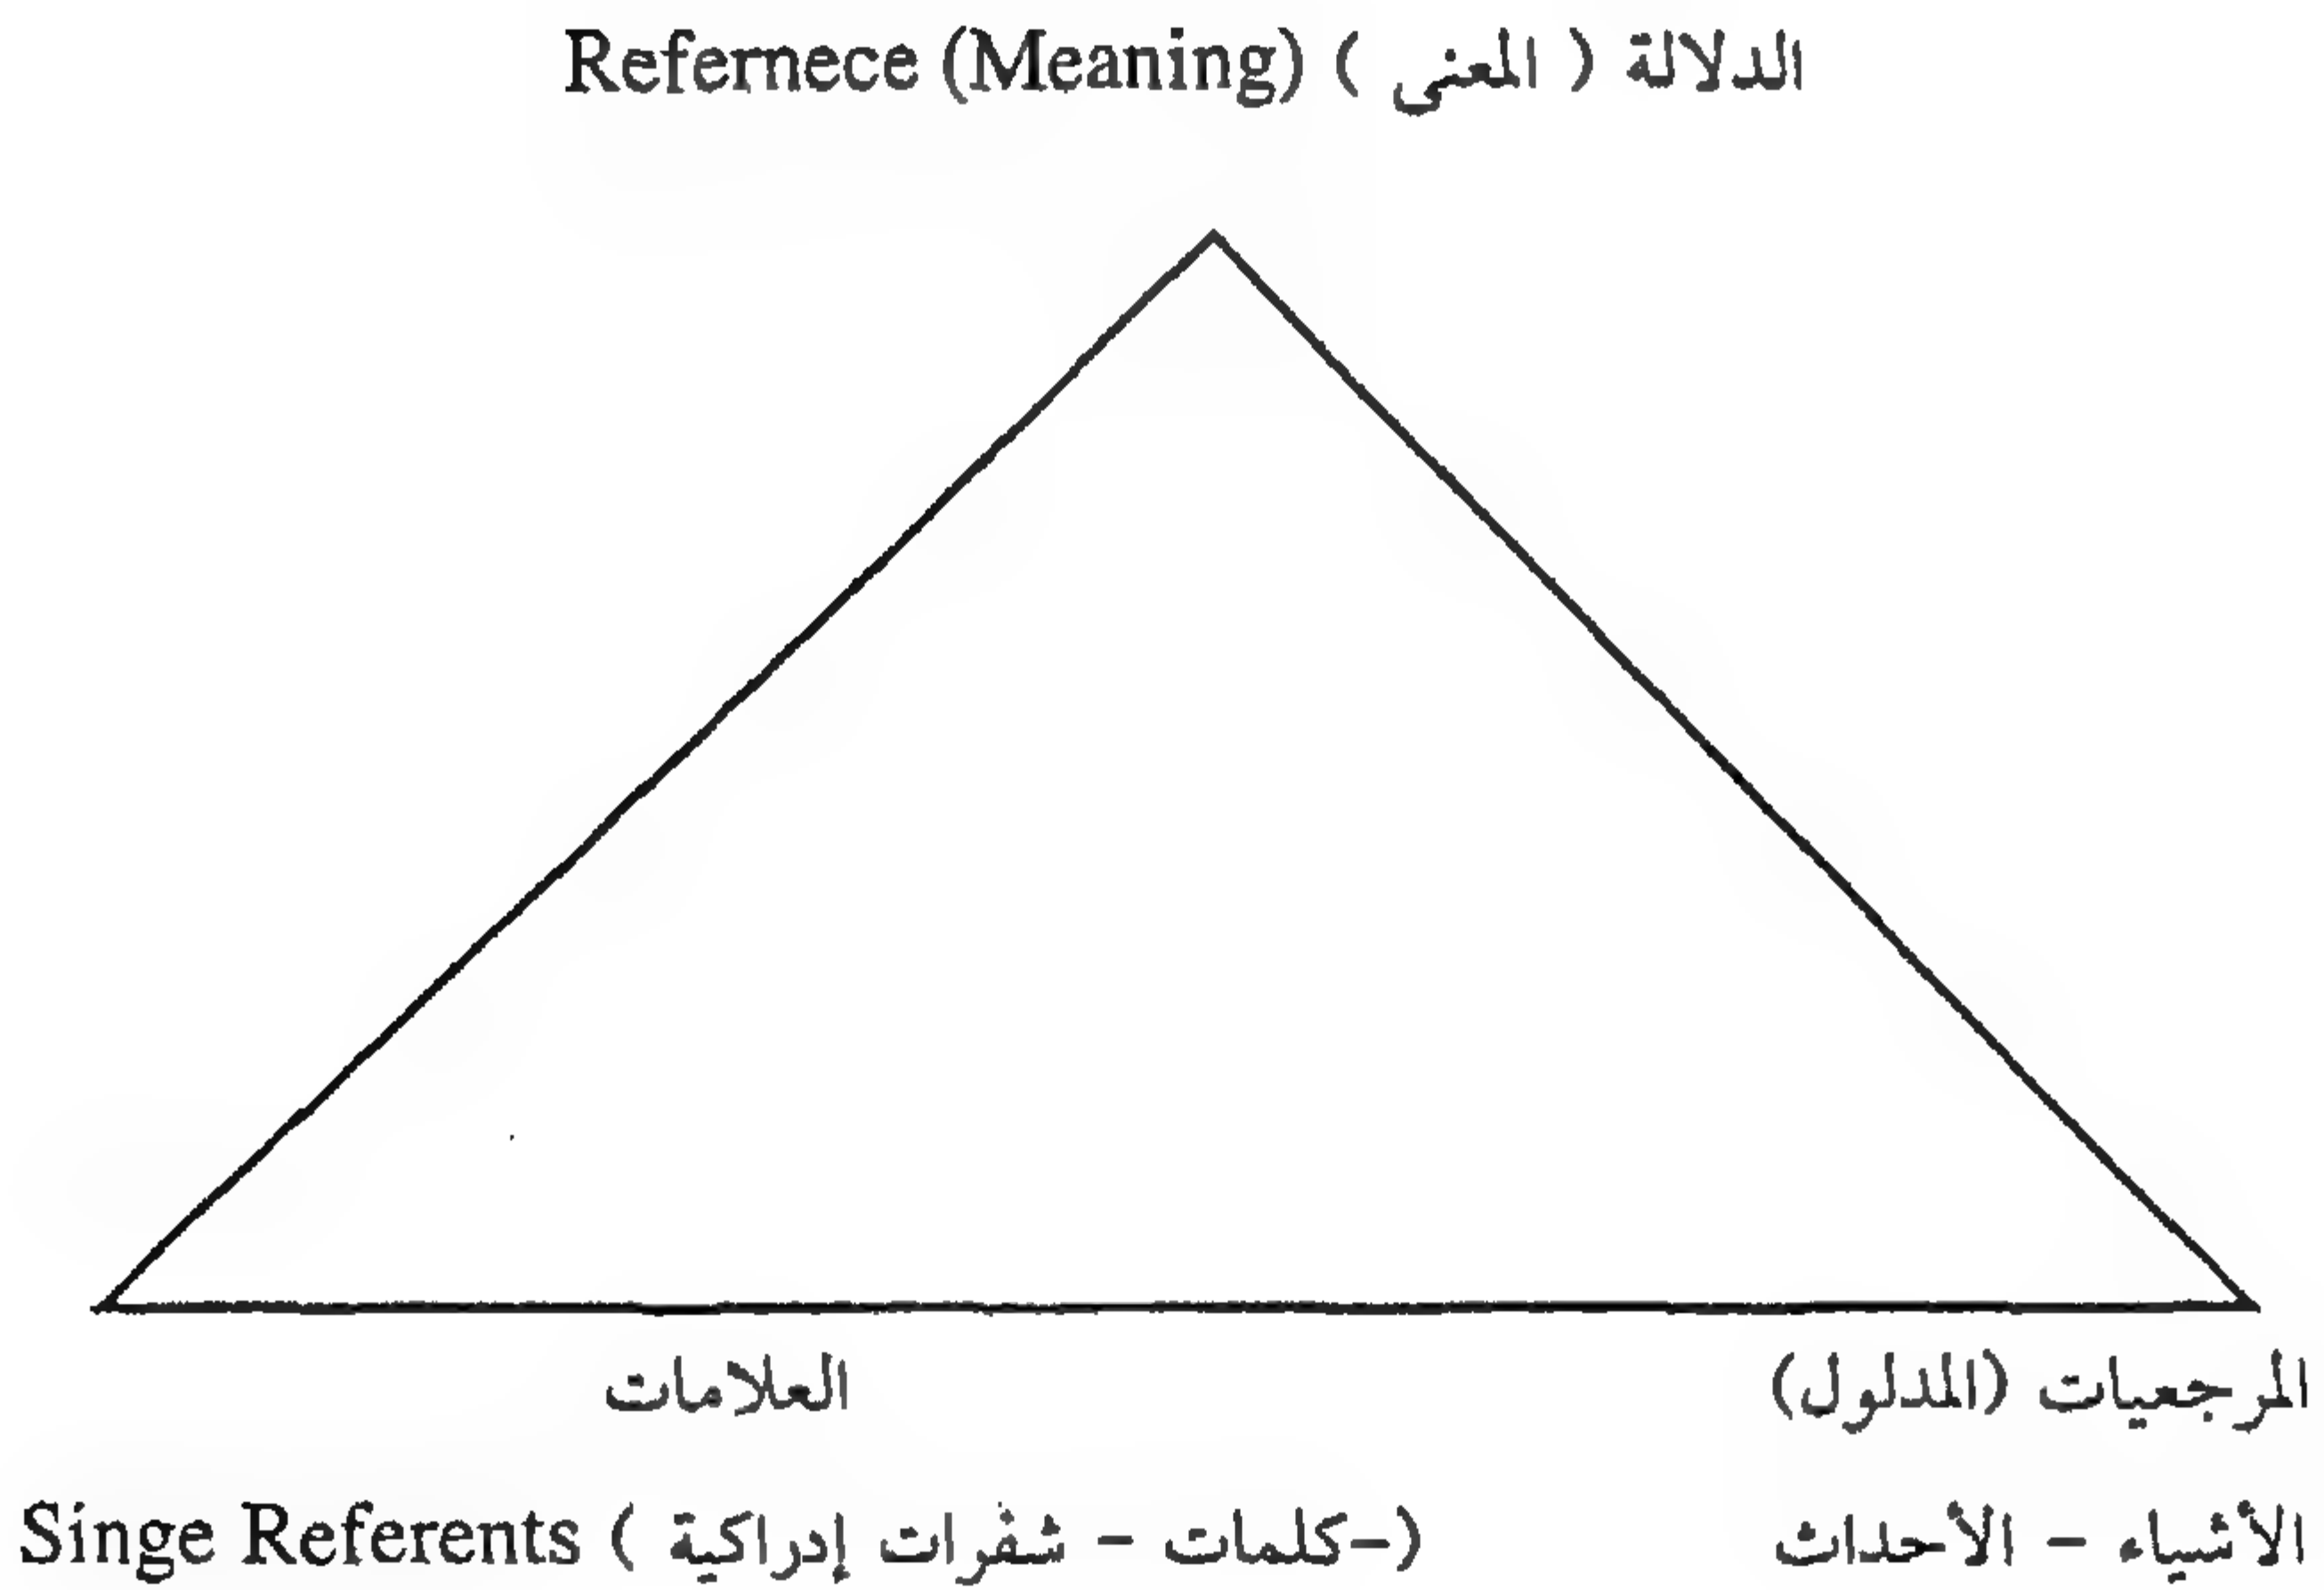 Refernece (Meaning) ( المعنى ) الدلالة
المرجعيات (المدلول) العلامات
الأشياء – الأحداث (-كلمات – شفرات إدراكية ) Singe Referents